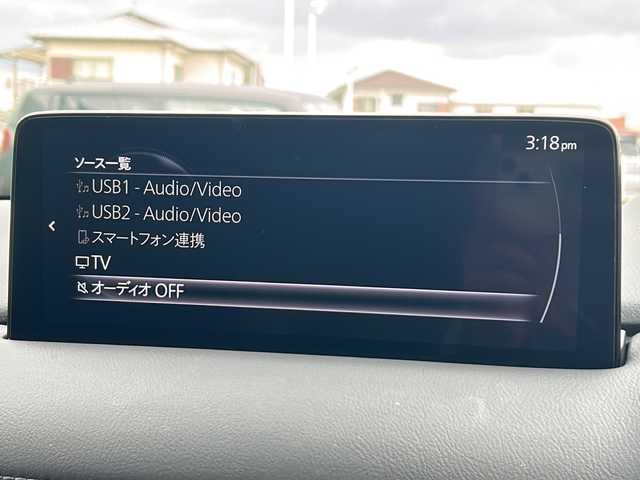 3:18pm
ソース一覧
USB1 - Audio/Video
USB2 - Audio/Video
スマートフォン連携
TV
オーディオ OFF